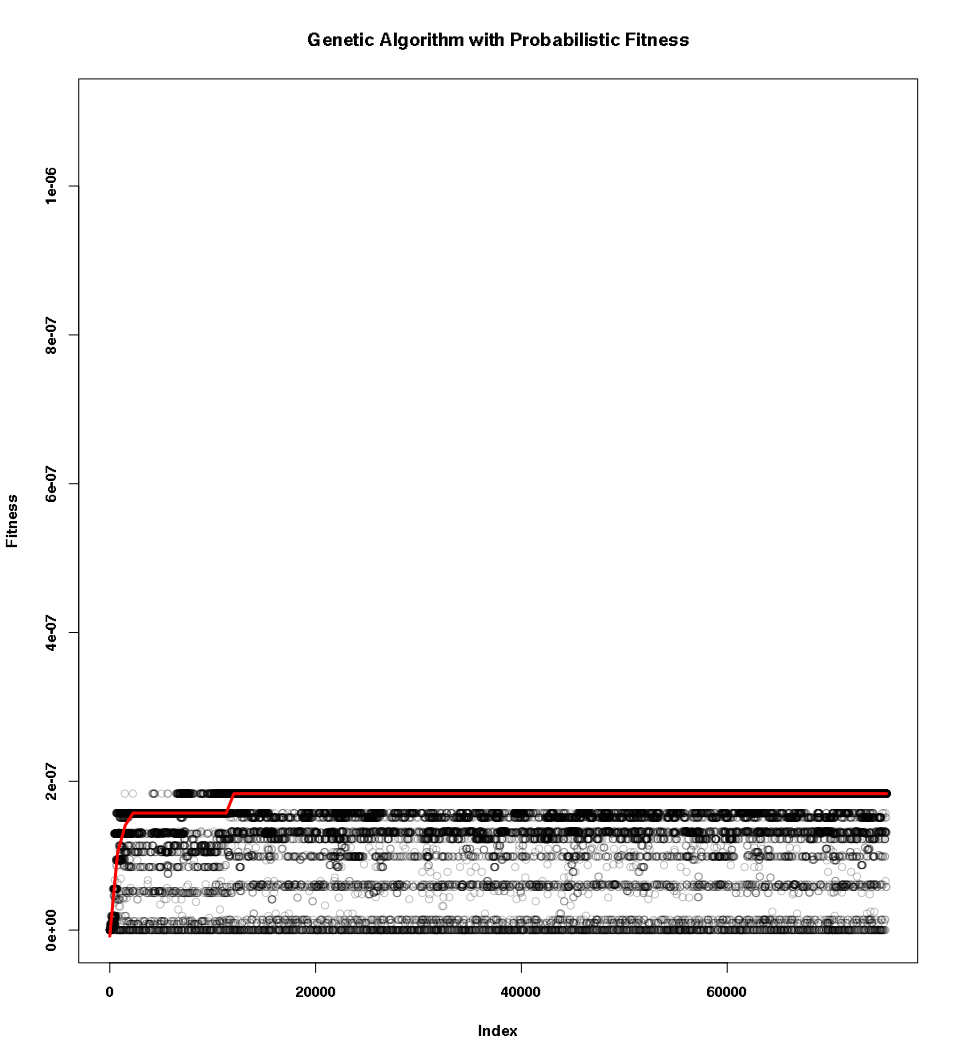 Genetic Algorithm with Probabilistic Fitness
1e-06
8e-07
6e-07
Fitness
4e-07
2e-07
0e+00
0 20000 40000 60000
Index